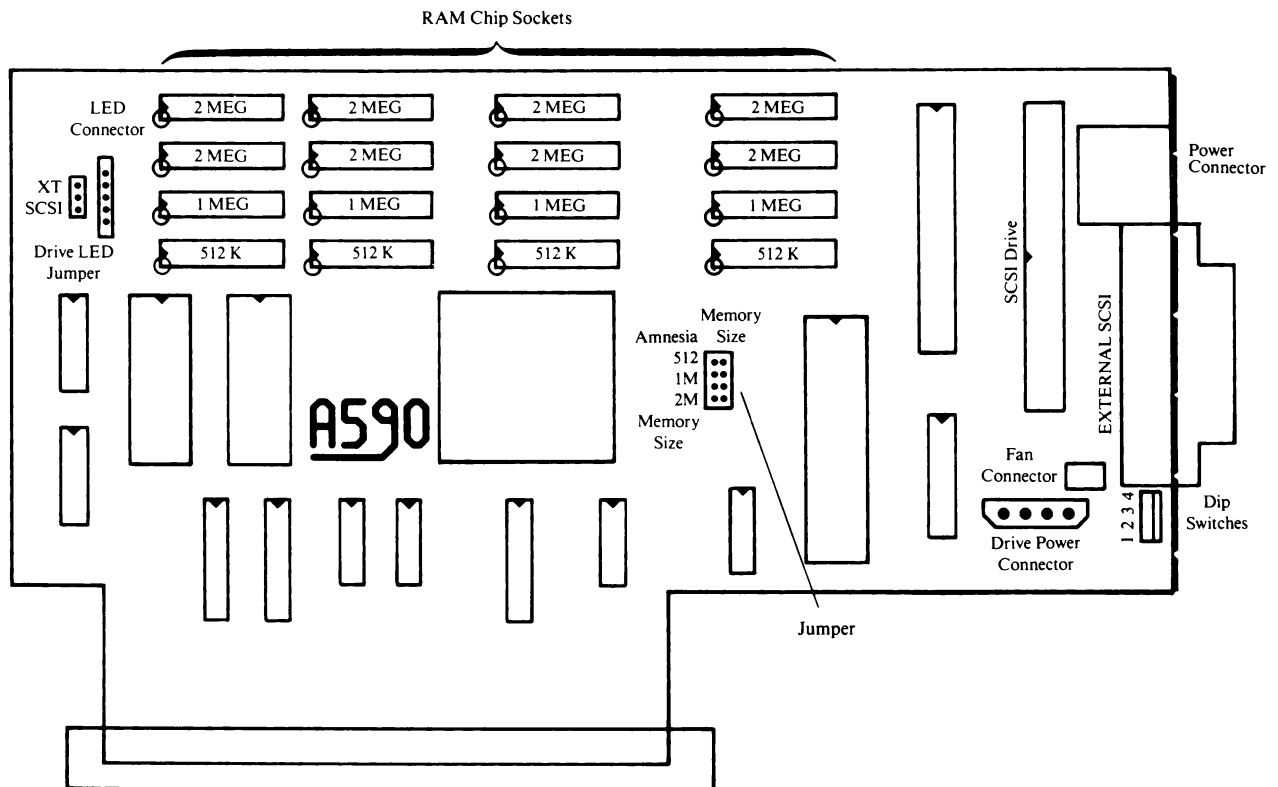 RAM Chip Sockets
LED
Connector
2 MEG 2 MEG 2 MEG 2 MEG
2 MEG 2 MEG 2 MEG 2 MEG
1 MEG 1 MEG 1 MEG 1 MEG
512 K 512 K 512 K 512 K
XT
SCSI
Drive LED
Jumper
Power
Connector
SCSI Drive
EXTERNAL SCSI
Memory
Size
Amnesia
512
1M
2M
Memory
Size
A590
Fan
Connector
1 2 3 4
Dip
Switches
Drive Power
Connector
Jumper